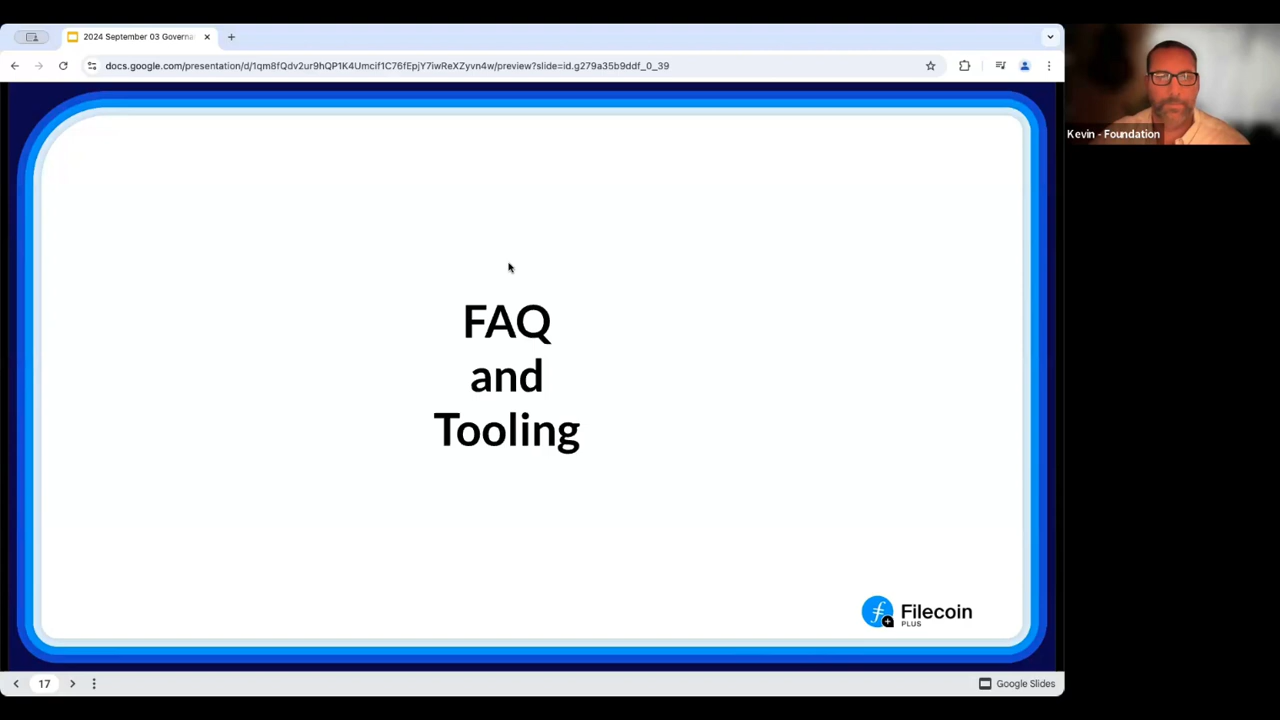 2024 September 03 Governa
docs.google.com/presentation/d/1qm8fQdv2ur9hQP1K4Umcif1C76fEpjY7iwReXZyvn4w/preview?slide=id.g279a35b9ddf_0_39
Kevin - Foundation
FAQ
and
Tooling
Filecoin
PLUS
17
Google Slides